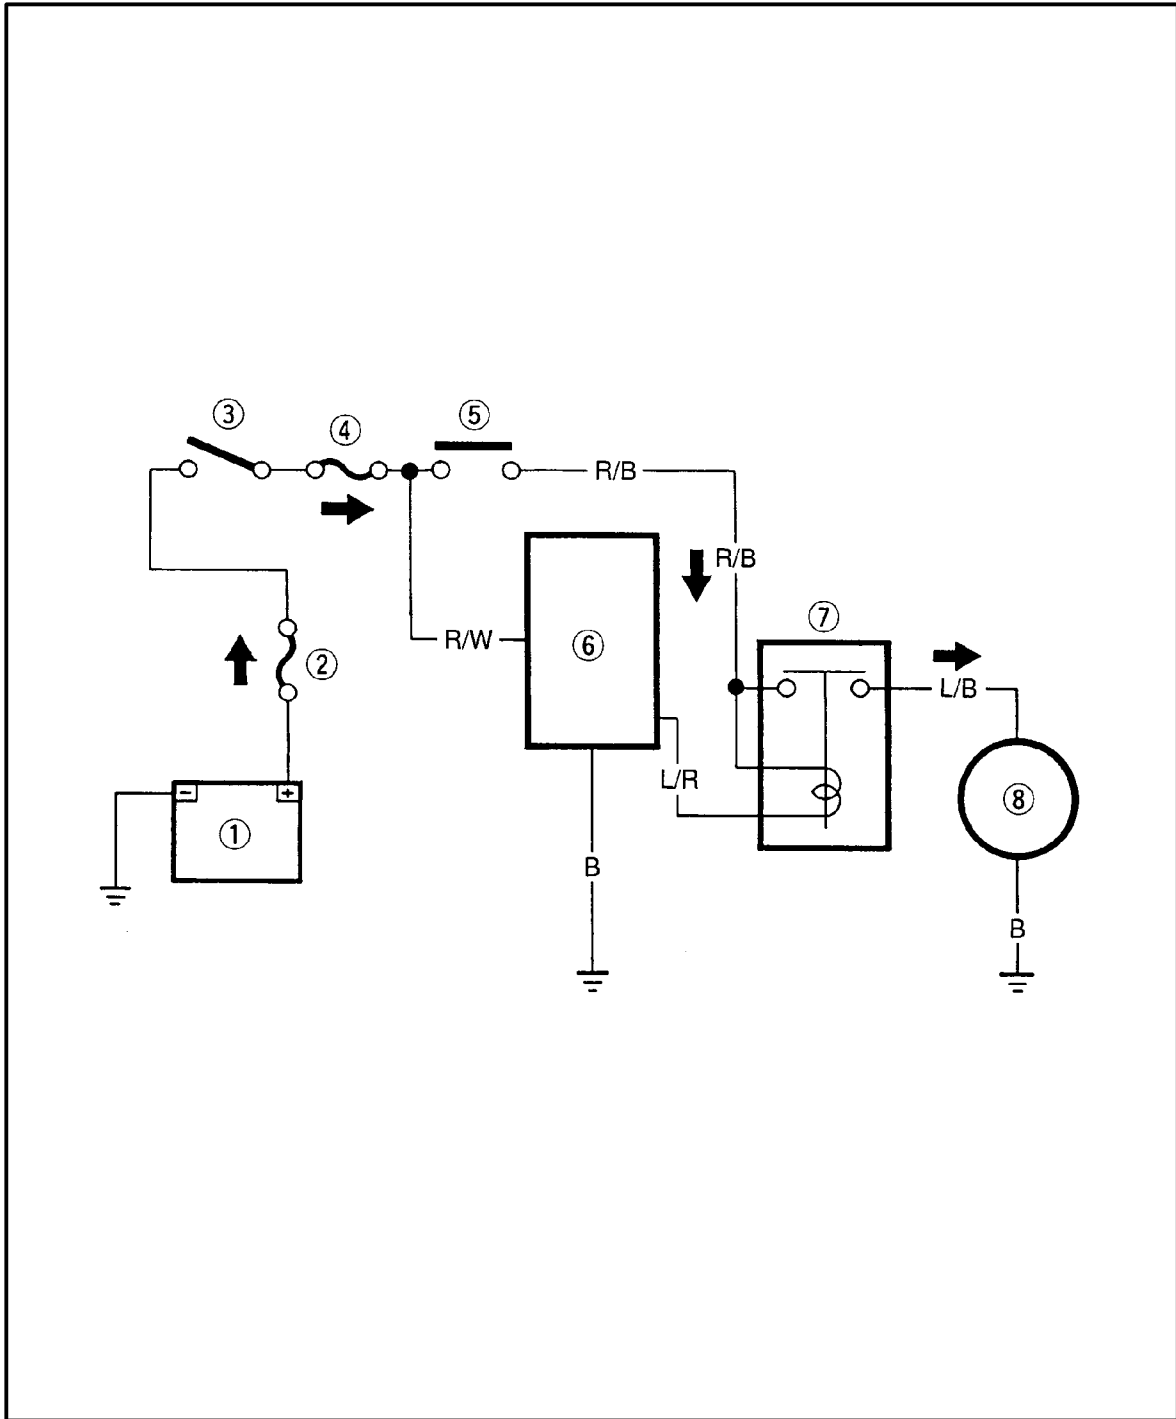 ③
④
⑤
R/B
R/B
⑥
R/W
②
⑦
L/B
L/R
- +
①
⑧
B
B